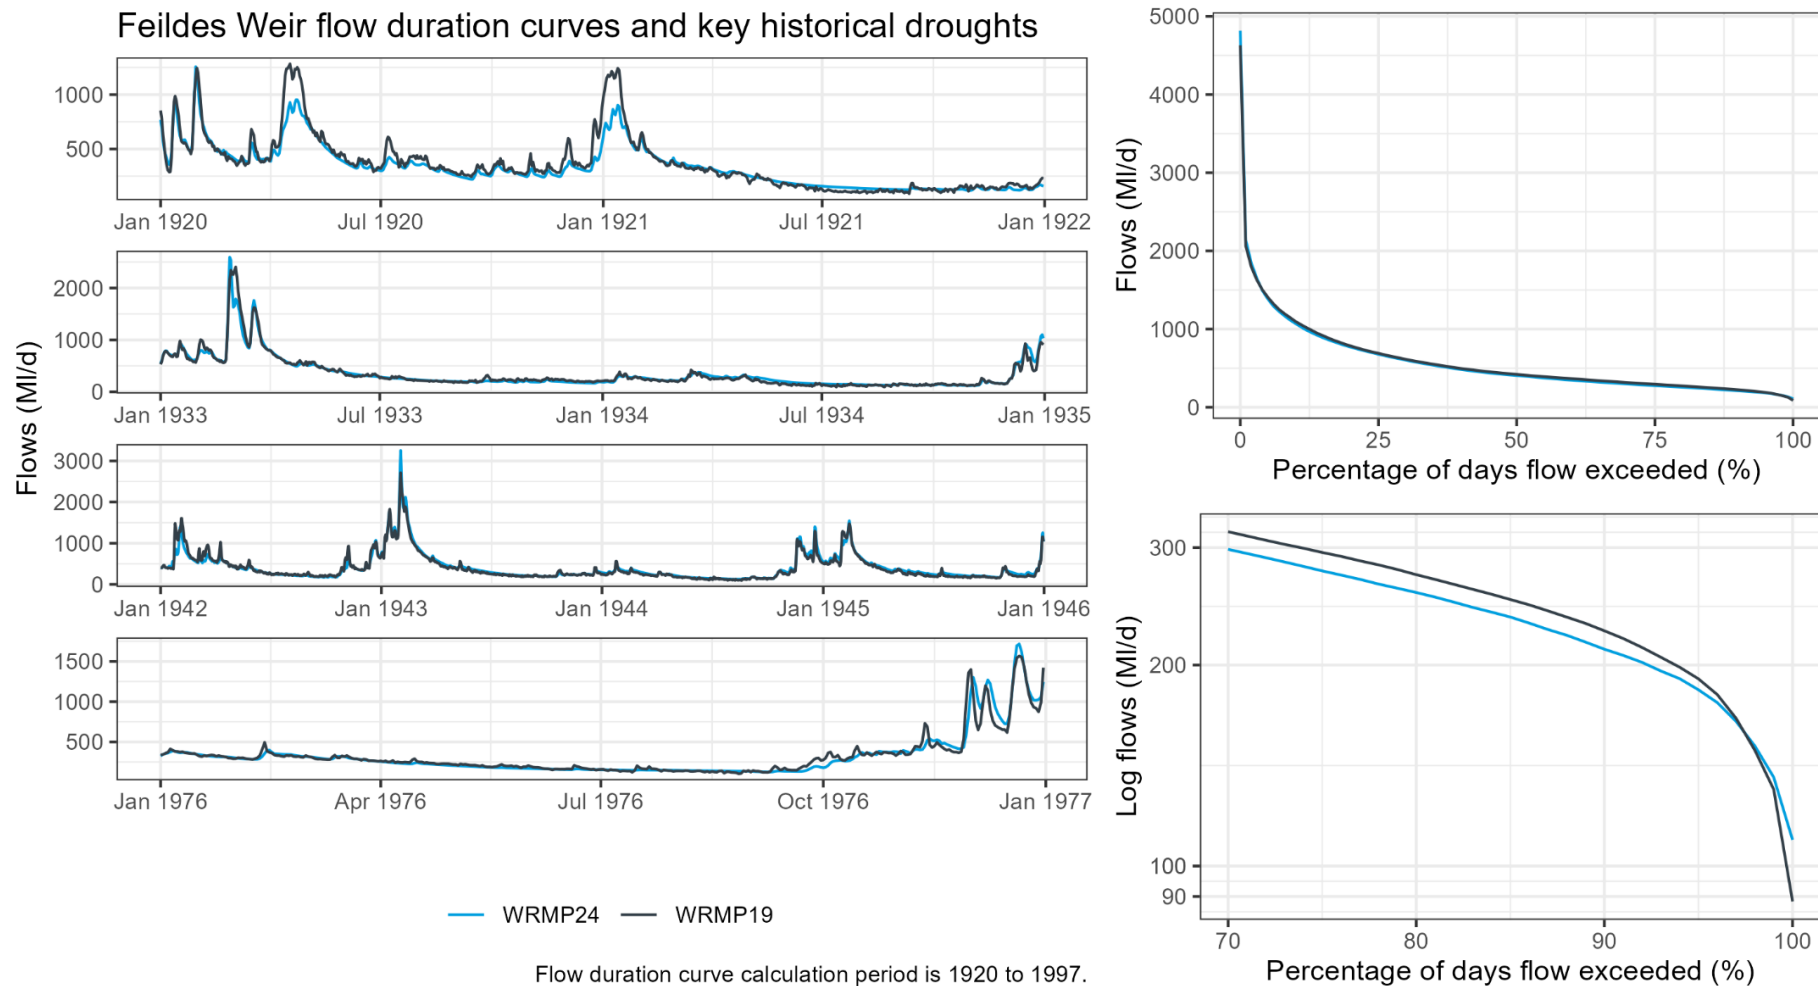 Feildes Weir flow duration curves and key historical droughts
Flows (Ml/d)
1000
500
Jan 1920 Jul 1920 Jan 1921 Jul 1921 Jan 1922
2000
1000
0
Jan 1933 Jul 1933 Jan 1934 Jul 1934 Jan 1935
3000
2000
1000
0
Jan 1942 Jan 1943 Jan 1944 Jan 1945 Jan 1946
1500
1000
500
Jan 1976 Apr 1976 Jul 1976 Oct 1976 Jan 1977
WRMP24 WRMP19
Flow duration curve calculation period is 1920 to 1997.
Flows (Ml/d)
5000
4000
3000
2000
1000
0
0 25 50 75 100
Percentage of days flow exceeded (%)
Log flows (Ml/d)
300
200
100
90
70 80 90 100
Percentage of days flow exceeded (%)